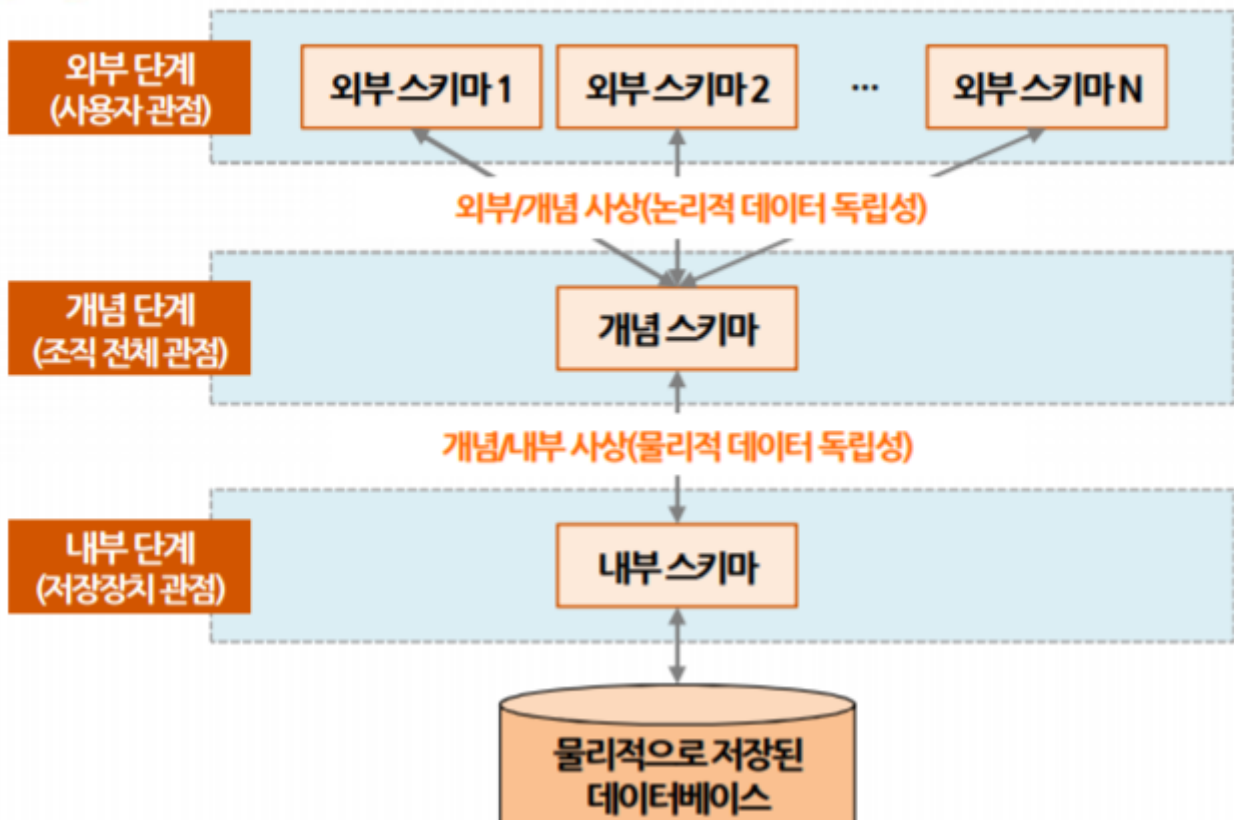 외부 단계
(사용자 관점)
외부 스키마 1
외부 스키마 2
...
외부 스키마 N
외부/개념 사상(논리적 데이터 독립성)
개념 단계
(조직 전체 관점)
개념 스키마
개념/내부 사상(물리적 데이터 독립성)
내부 단계
(저장장치 관점)
내부 스키마
물리적으로 저장된
데이터베이스